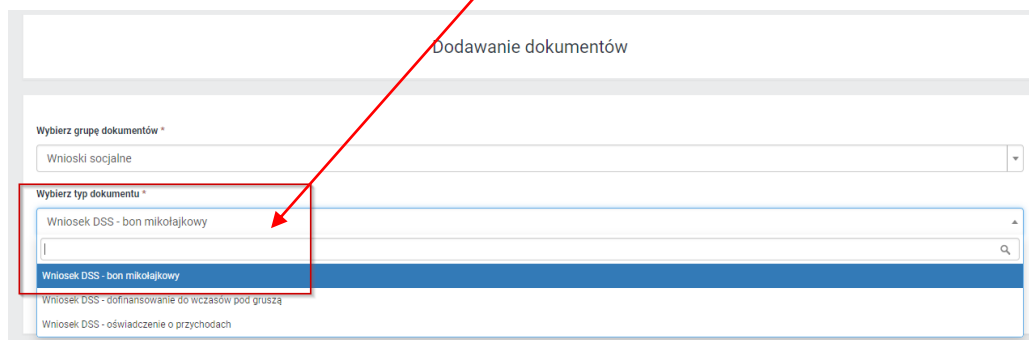 Dodawanie dokumentów
Wybierz grupę dokumentów *
Wnioski socjalne
Wybierz typ dokumentu *
Wniosek DSS - bon mikołajkowy
Wniosek DSS - bon mikołajkowy
Wniosek DSS - dofinansowanie do wczasów pod gruszą
Wniosek DSS - oświadczenie o przychodach